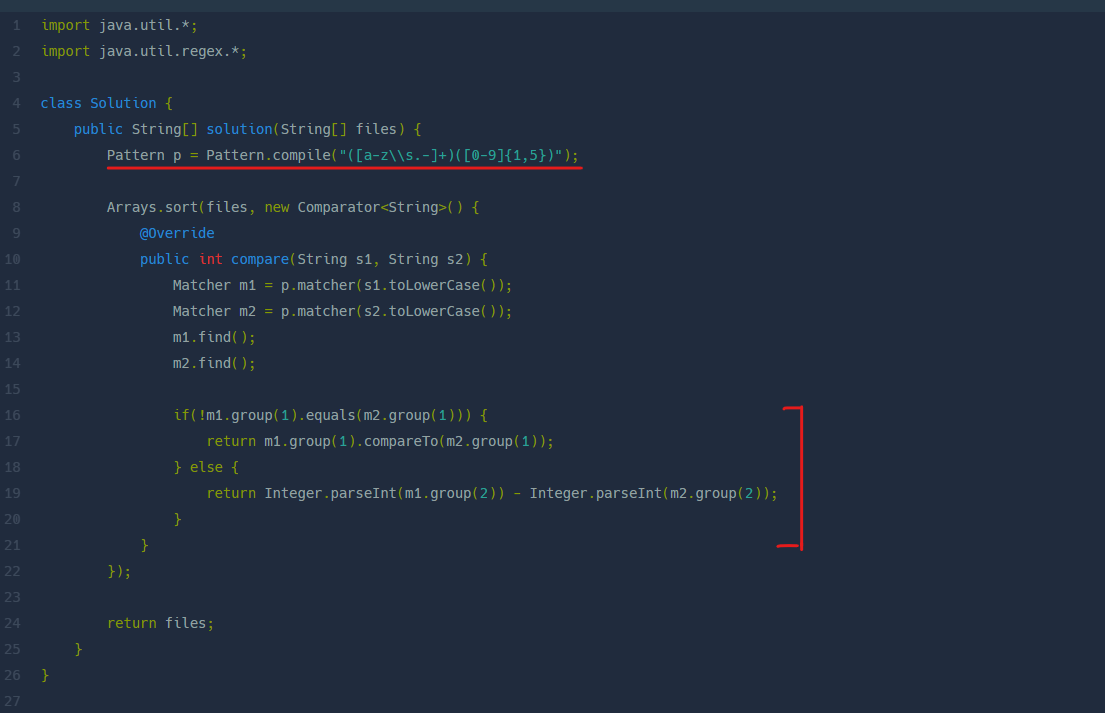 1 import java.util.*;
2 import java.util.regex.*;
3
4 class Solution {
5 public String[] solution(String[] files) {
6 Pattern p = Pattern.compile("([a-z\\s.-]+)([0-9]{1,5})");
7
8 Arrays.sort(files, new Comparator<String>() {
9 @Override
10 public int compare(String s1, String s2) {
11 Matcher m1 = p.matcher(s1.toLowerCase());
12 Matcher m2 = p.matcher(s2.toLowerCase());
13 m1.find();
14 m2.find();
15
16 if(!m1.group(1).equals(m2.group(1))) {
17 return m1.group(1).compareTo(m2.group(1));
18 } else {
19 return Integer.parseInt(m1.group(2)) - Integer.parseInt(m2.group(2));
20 }
21 }
22 });
23
24 return files;
25 }
26 }
27